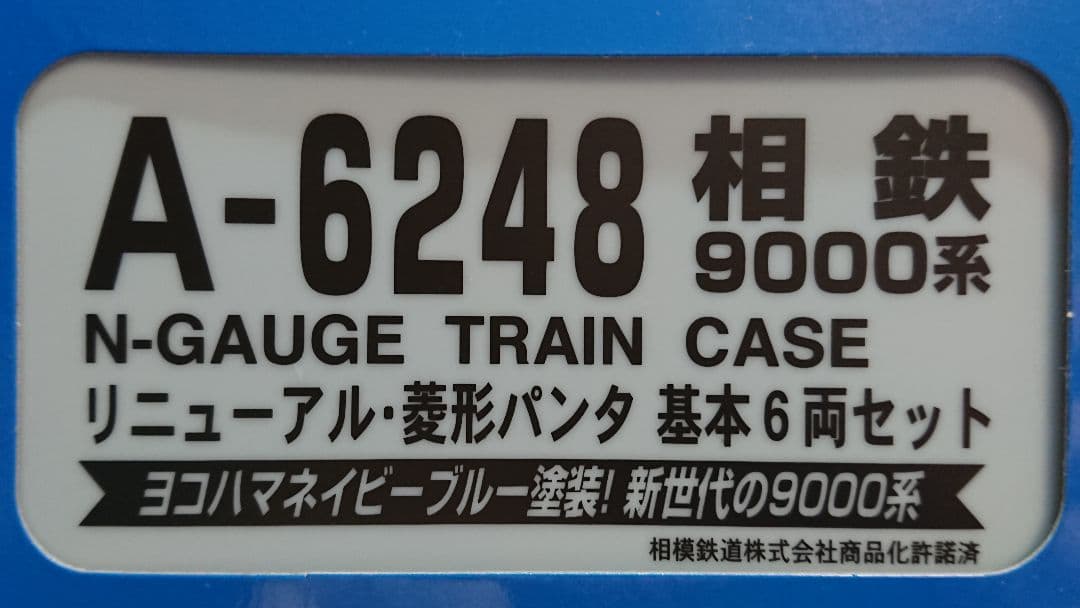 A-6248 相鉄
9000系
N-GAUGE TRAIN CASE
リニューアル・菱形パンタ 基本6両セット
ヨコハマネイビーブルー塗装! 新世代の9000系
相模鉄道株式会社商品化許諾済